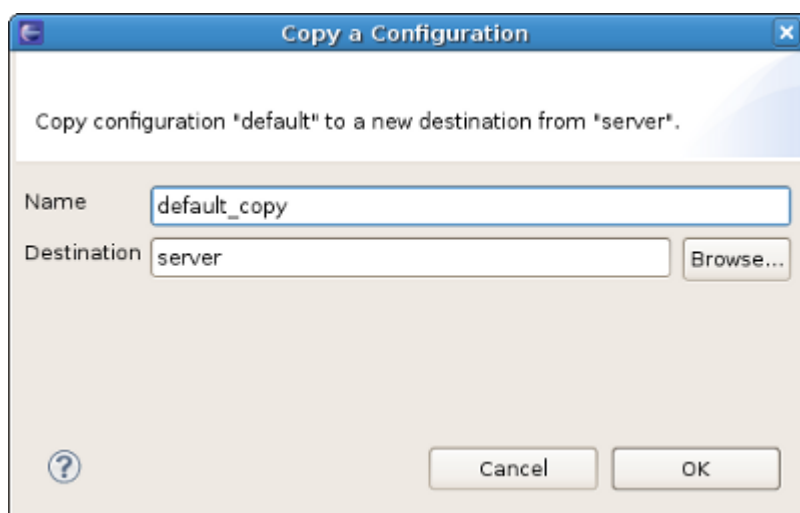 Copy a Configuration
Copy configuration "default" to a new destination from "server".
Name default_copy
Destination server Browse...
? Cancel OK